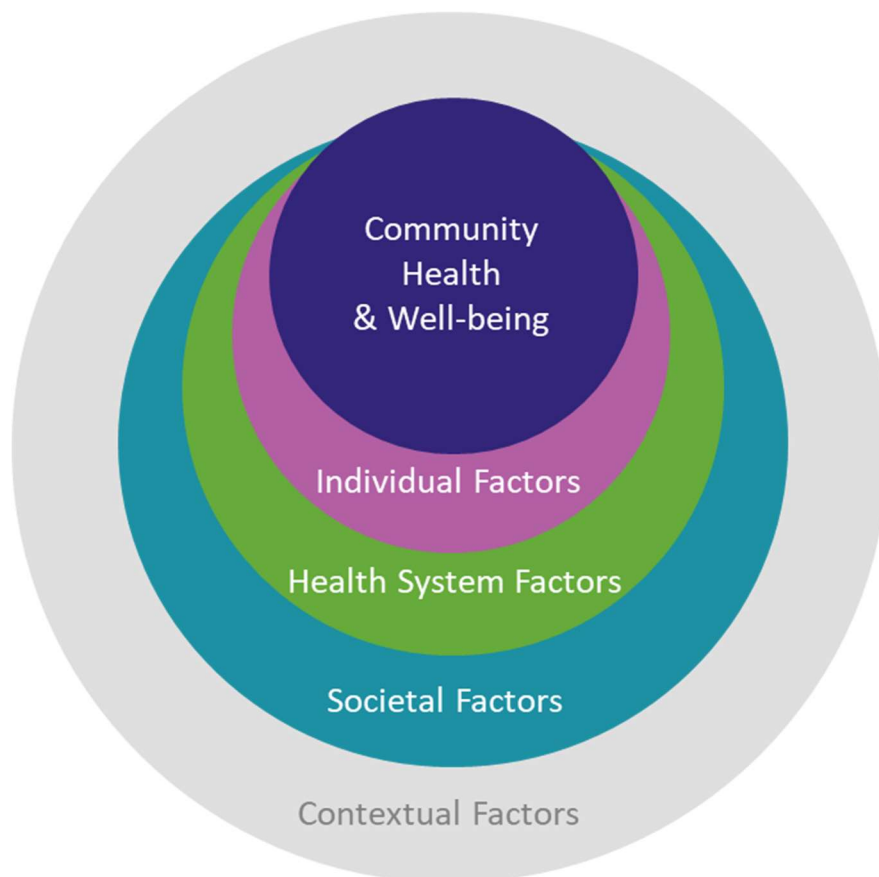 Community
Health
& Well-being
Individual Factors
Health System Factors
Societal Factors
Contextual Factors